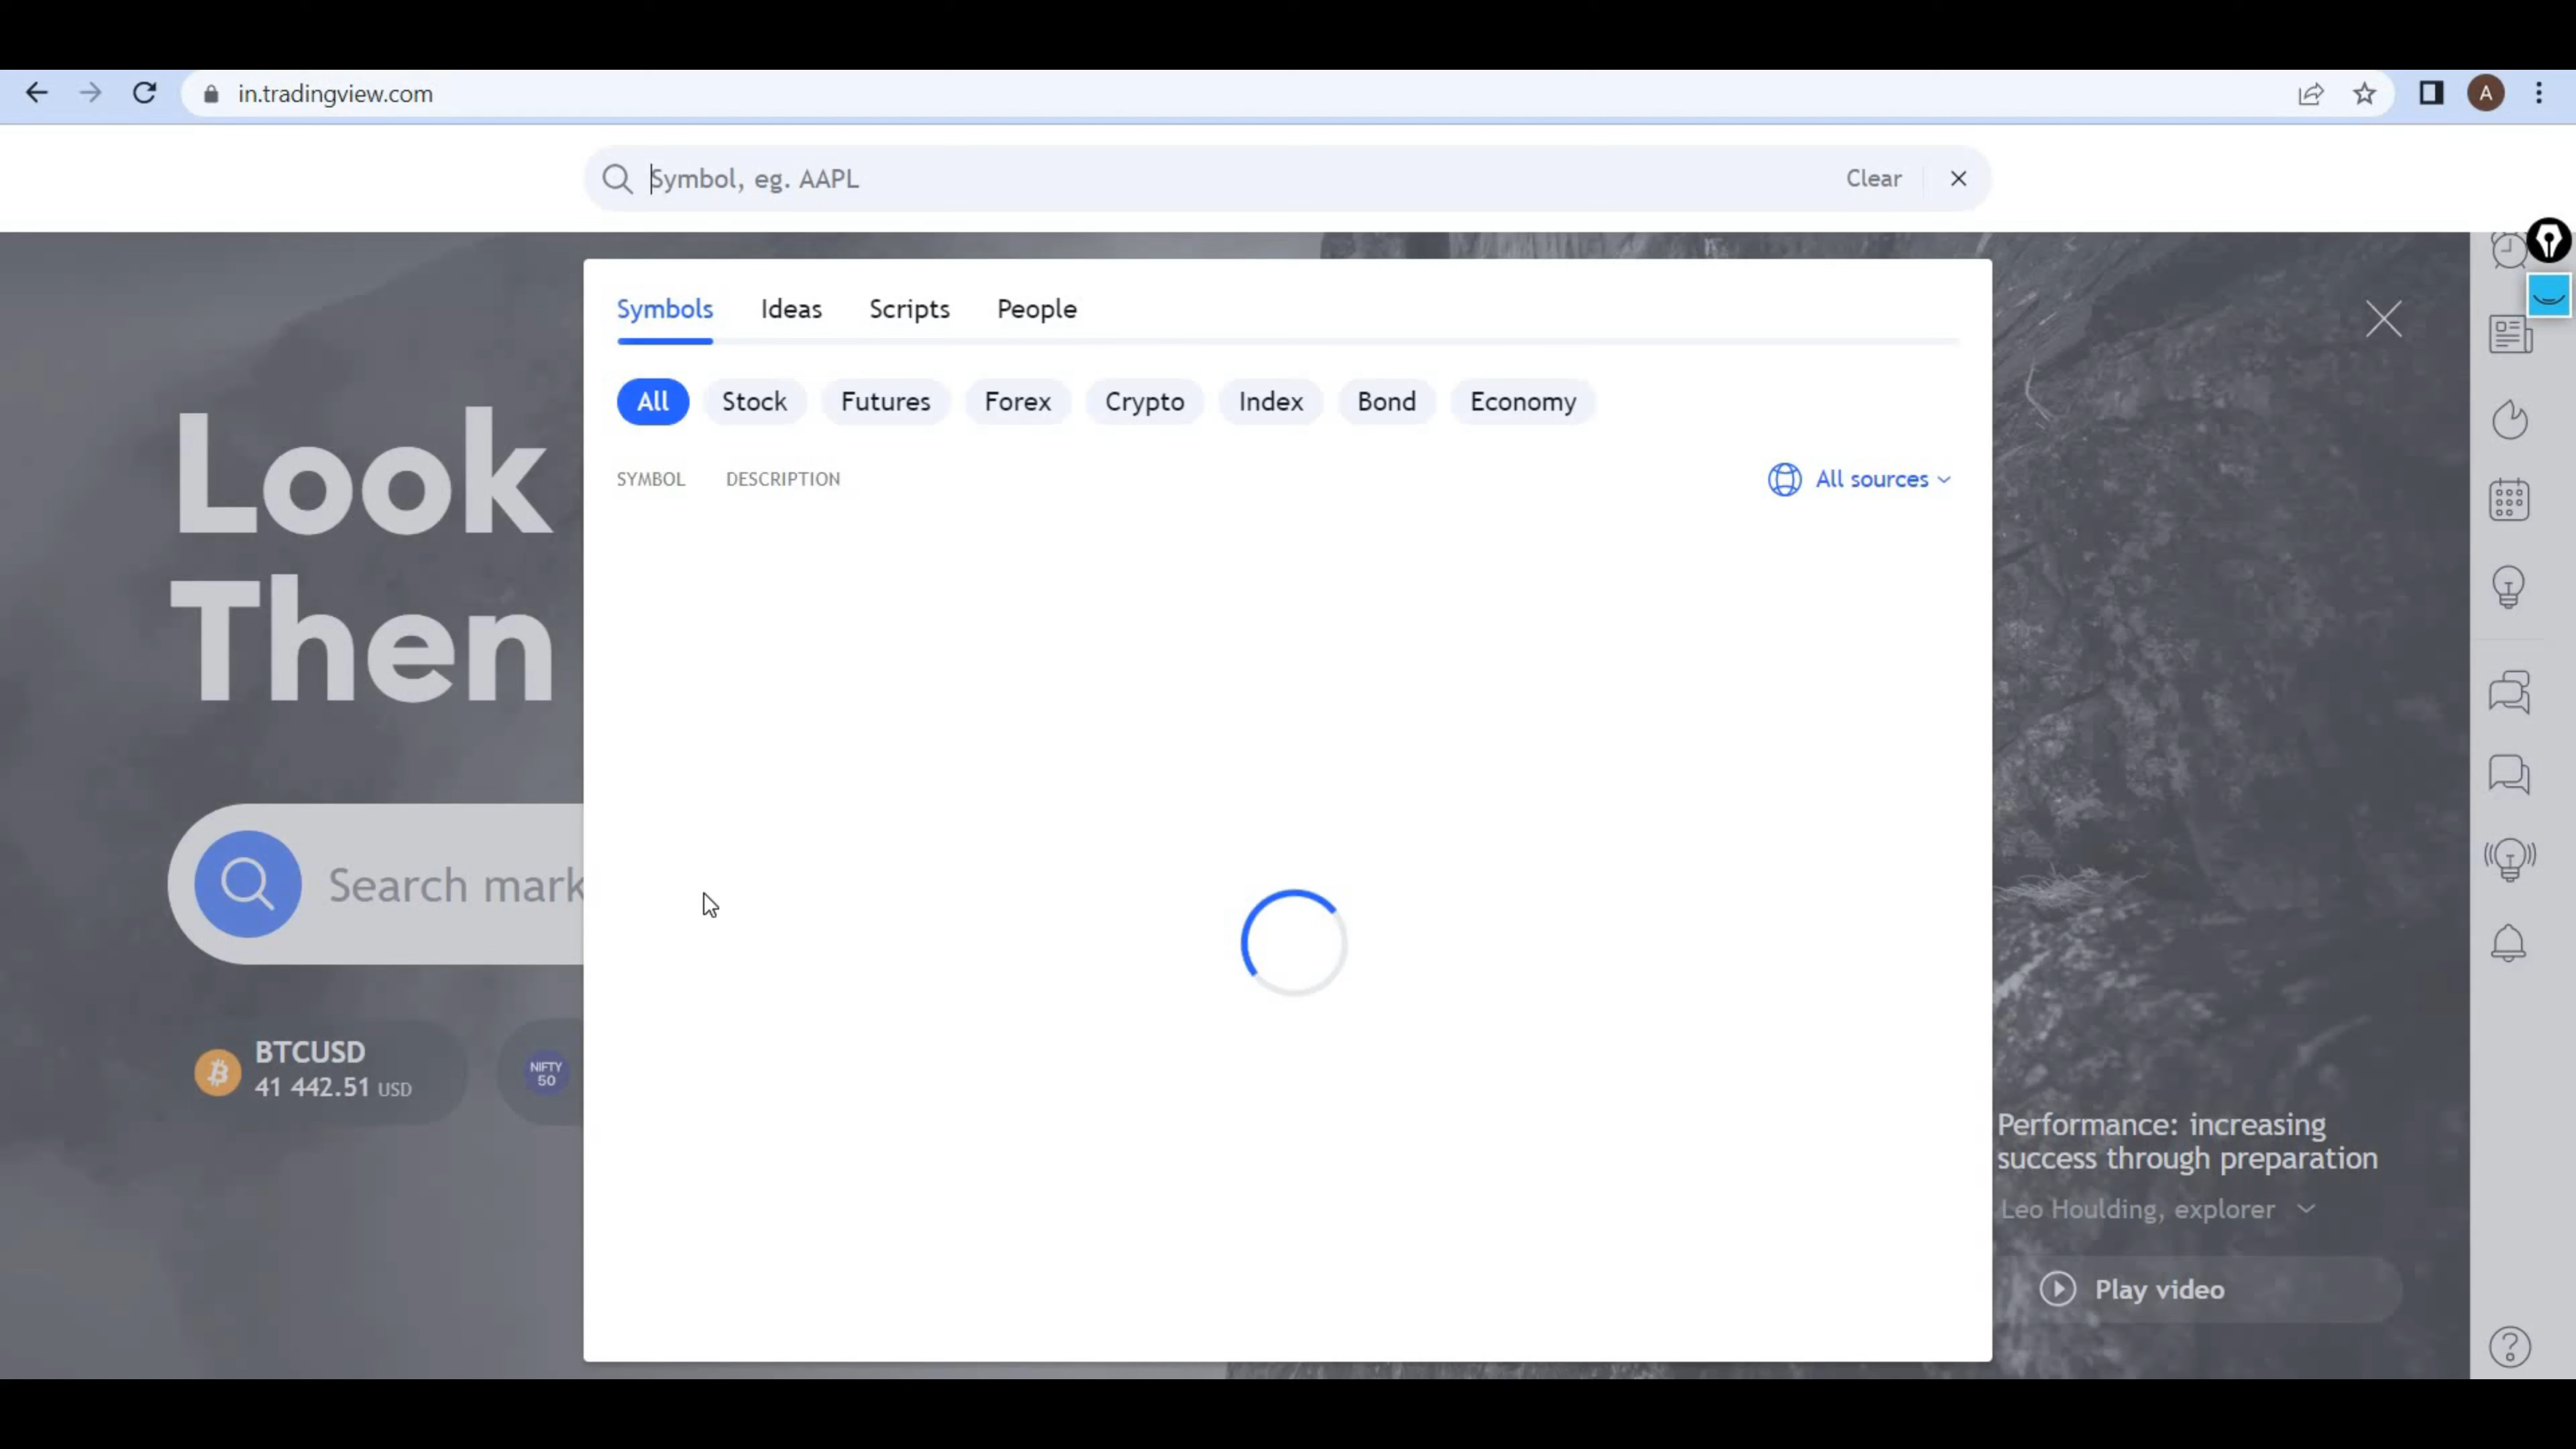 in.tradingview.com
A
Symbol, eg. AAPL
Clear
Symbols Ideas Scripts People
All Stock Futures Forex Crypto Index Bond Economy
SYMBOL DESCRIPTION
All sources
Look
Then
Search mark
BTCUSD
41 442.51 USD
NIFTY
50
Performance: increasing
success through preparation
Leo Houlding, explorer
Play video